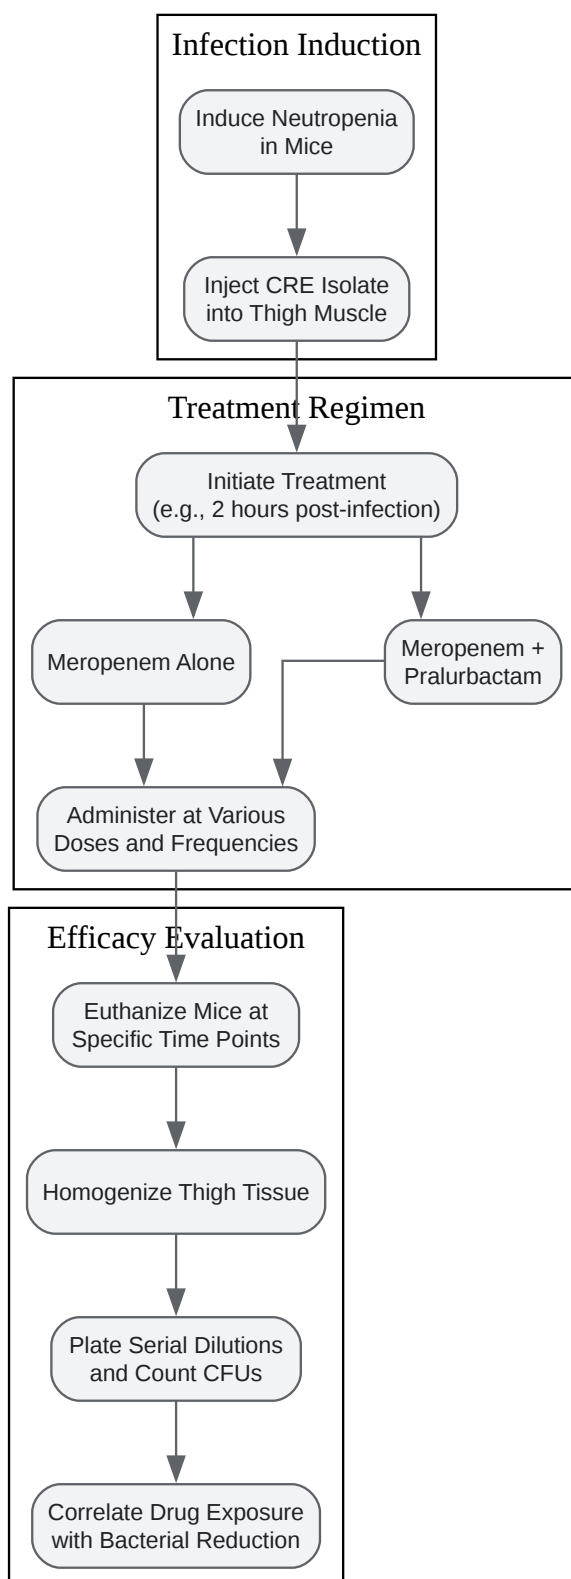 Infection Induction
Induce Neutropenia
in Mice
Inject CRE Isolate
into Thigh Muscle
Treatment Regimen
Initiate Treatment
(e.g., 2 hours post-infection)
Meropenem Alone
Meropenem +
Pralurbactam
Administer at Various
Doses and Frequencies
Efficacy Evaluation
Euthanize Mice at
Specific Time Points
Homogenize Thigh Tissue
Plate Serial Dilutions
and Count CFUs
Correlate Drug Exposure
with Bacterial Reduction